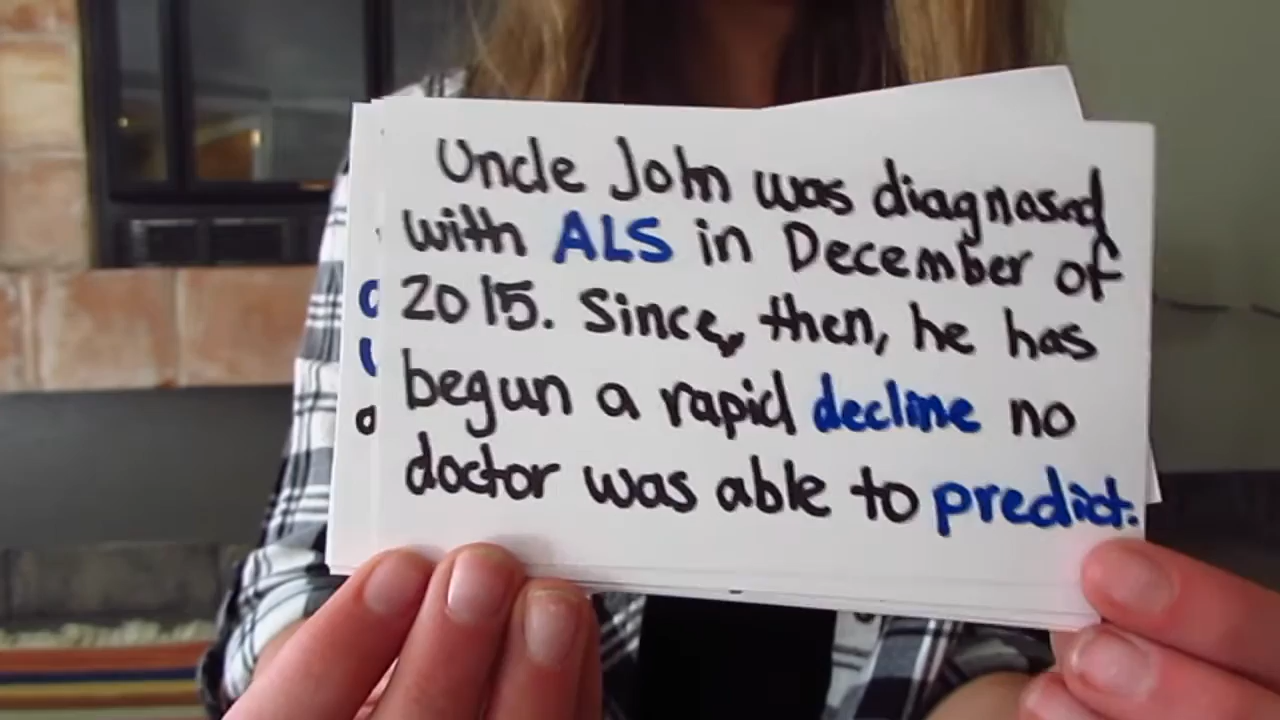 Uncle John was diagnosed
with ALS in December of
2015. Since, then, he has
begun a rapid decline no
doctor was able to predict.